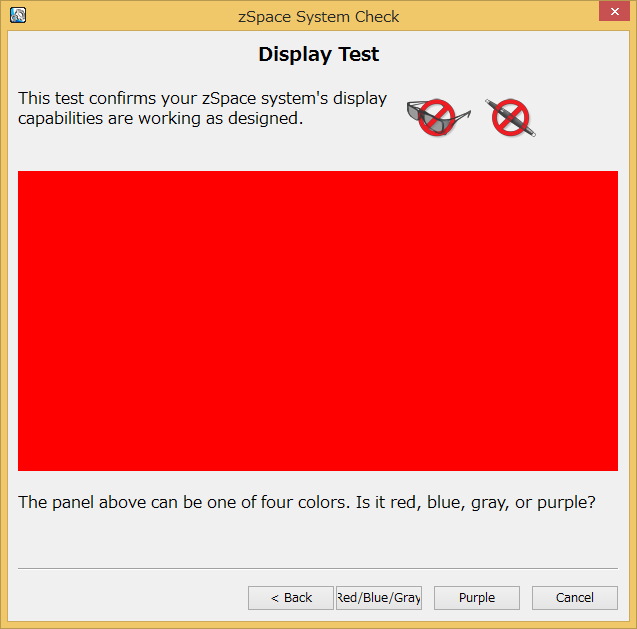 zSpace System Check
Display Test
This test confirms your zSpace system's display
capabilities are working as designed.
The panel above can be one of four colors. Is it red, blue, gray, or purple?
< Back
Red/Blue/Gray
Purple
Cancel